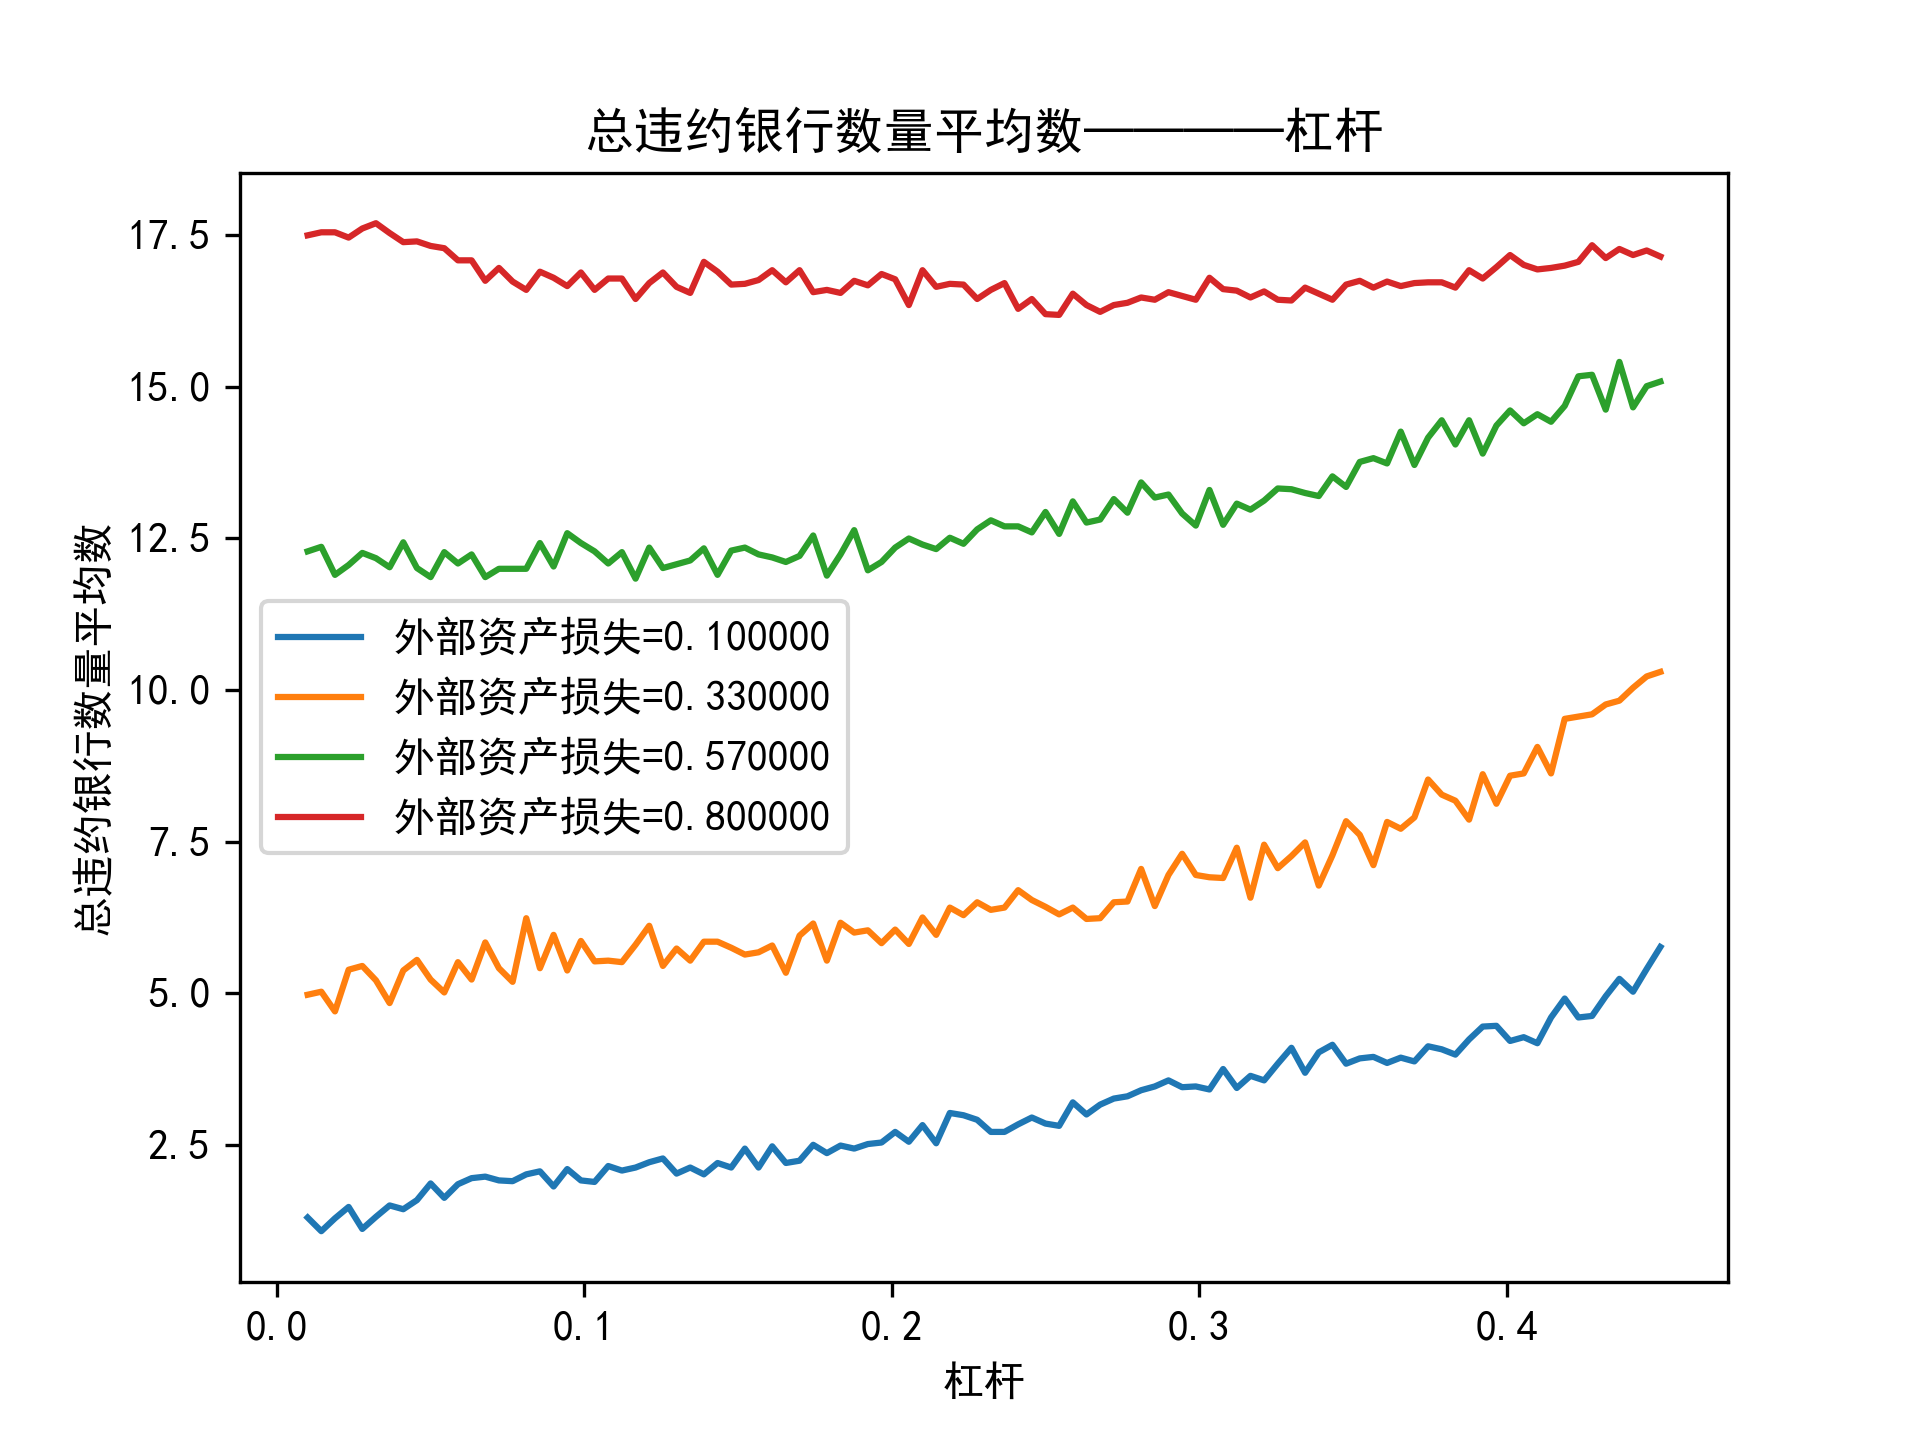 总违约银行数量平均数————杠杆
总违约银行数量平均数
17.5
15.0
12.5
10.0
7.5
5.0
2.5
外部资产损失=0.100000
外部资产损失=0.330000
外部资产损失=0.570000
外部资产损失=0.800000
0.0 0.1 0.2 0.3 0.4
杠杆